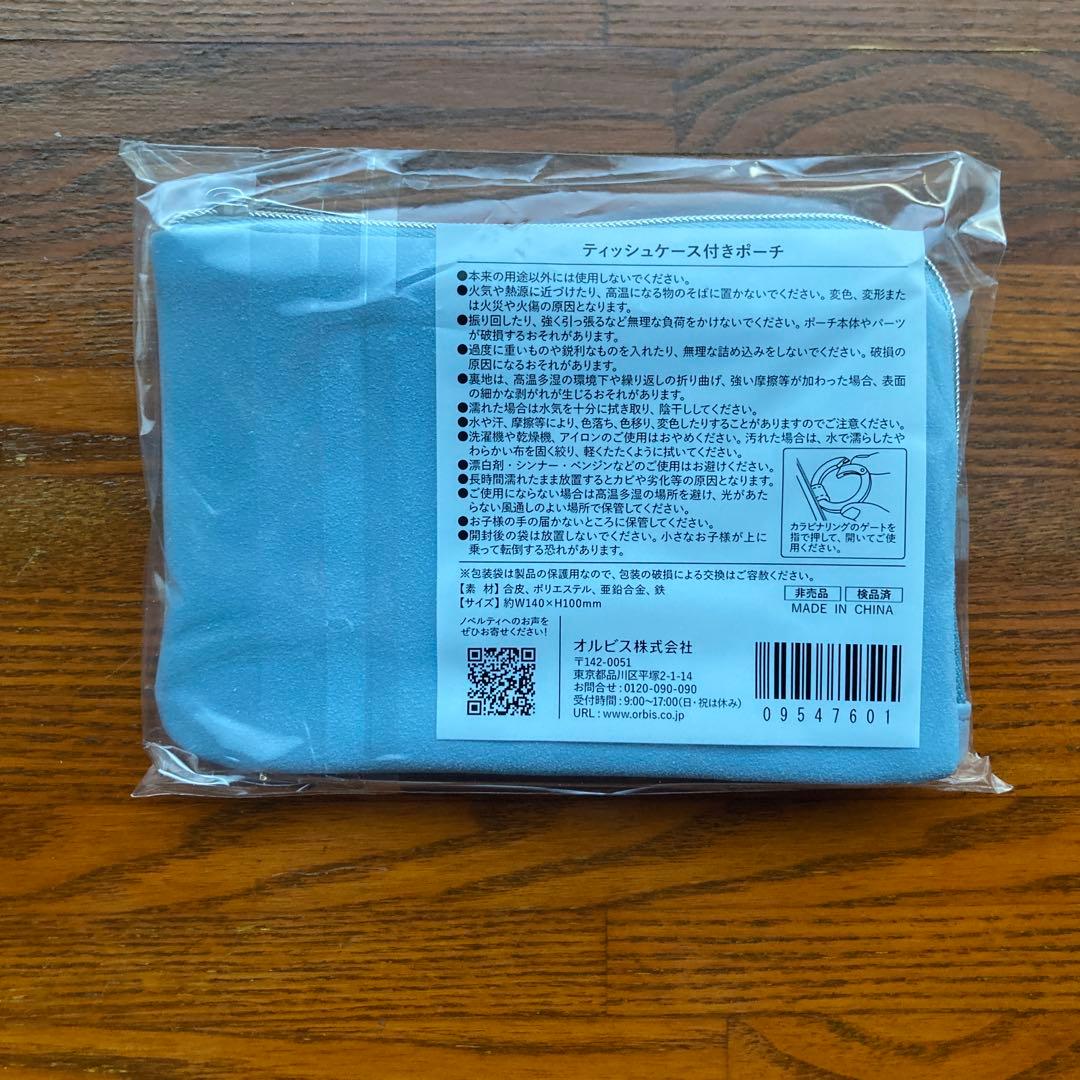 ティッシュケース付きポーチ
●本来の用途以外には使用しないでください。
●火気や熱源に近づけたり、高温になる物のそばに置かないでください。変色、変形また
は火災や火傷の原因となります。
●振り回したり、強く引っ張るなど無理な負荷をかけないでください。ポーチ本体やパーツ
が破損するおそれがあります。
●過度に重いものや鋭利なものを入れたり、無理な詰め込みをしないでください。破損の
原因になるおそれがあります。
●裏地は、高温多湿の環境下や繰り返しの折り曲げ、強い摩擦等が加わった場合、表面
の細かな剥がれが生じるおそれがあります。
●濡れた場合は水気を十分に拭き取り、陰干ししてください。
●水や汗、摩擦等により、色落ち、色移り、変色したりすることがありますのでご注意ください。
●洗濯機や乾燥機、アイロンのご使用はおやめください。汚れた場合は、水で濡らしたや
わらかい布を固く絞り、軽くたたくように拭いてください。
●漂白剤・シンナー・ベンジンなどのご使用はお避けください。
●長時間濡れたまま放置するとカビや劣化等の原因となります。
●ご使用にならない場合は高温多湿の場所を避け、光があた
らない風通しのよい場所で保管してください。
●お子様の手の届かないところに保管してください。
●開封後の袋は放置しないでください。小さなお子様が上に
乗って転倒する恐れがあります。
カラビナリングのゲートを
指で押して、開いてご使
用ください。
※包装袋は製品の保護用なので、包装の破損による交換はご容赦ください。
【素 材】合皮、ポリエステル、亜鉛合金、鉄
【サイズ】約W140×H100mm
非売品 検品済
MADE IN CHINA
ノベルティへのお声を
ぜひお寄せください!
オルビス株式会社
〒142-0051
東京都品川区平塚2-1-14
お問合せ:0120-090-090
受付時間:9:00~17:00(日・祝は休み)
URL:www.orbis.co.jp
09547601